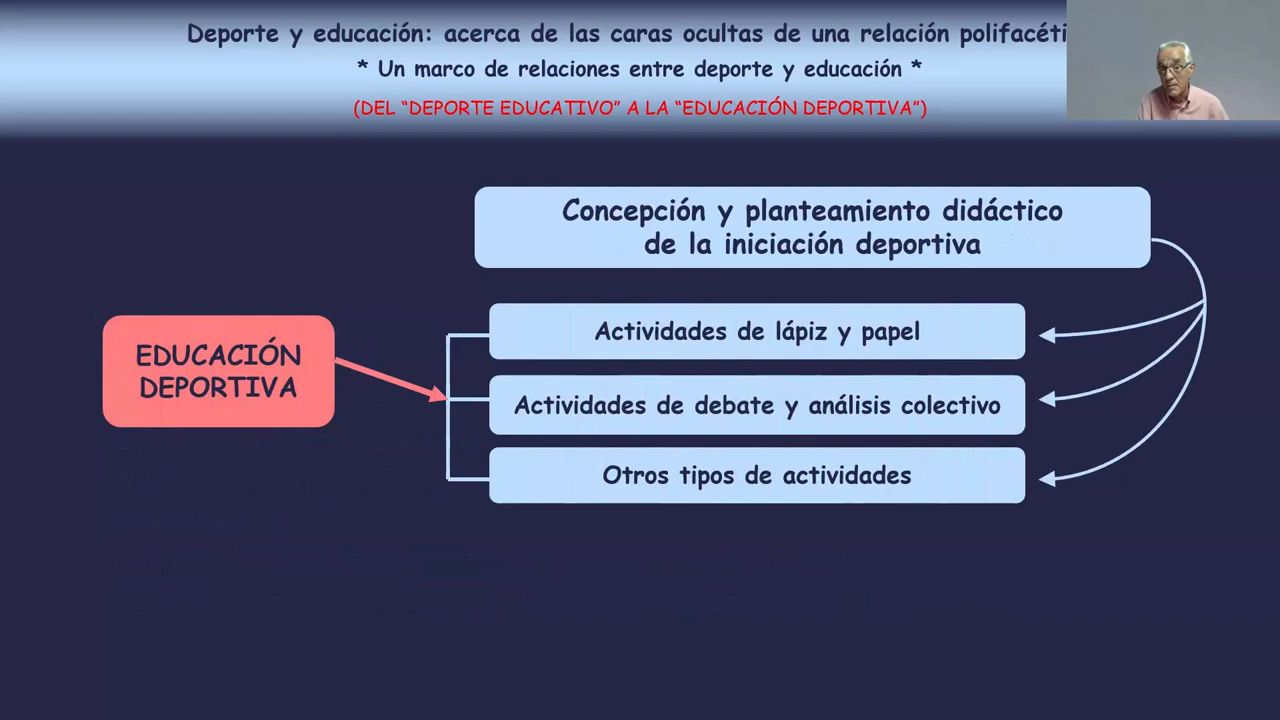 Deporte y educación: acerca de las caras ocultas de una relación polifacéti
* Un marco de relaciones entre deporte y educación *
(DEL “DEPORTE EDUCATIVO” A LA “EDUCACIÓN DEPORTIVA”)
Concepción y planteamiento didáctico
de la iniciación deportiva
EDUCACIÓN
DEPORTIVA
Actividades de lápiz y papel
Actividades de debate y análisis colectivo
Otros tipos de actividades